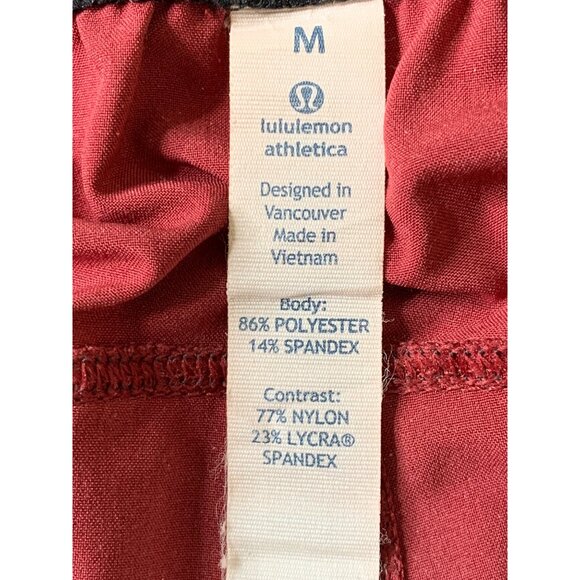 M
lululemon
athletica
Designed in
Vancouver
Made in
Vietnam
Body:
86% POLYESTER
14% SPANDEX
Contrast:
77% NYLON
23% LYCRA®
SPANDEX